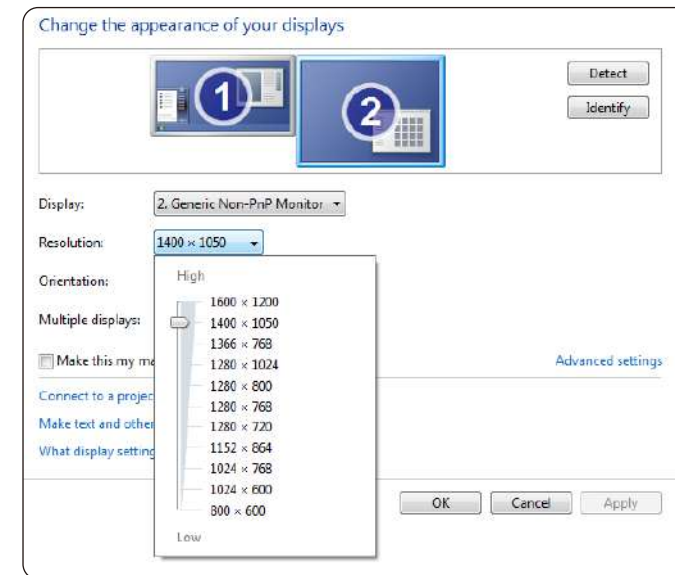 Change the appearance of your displays
1
2
Detect
Identify
Display: 2. Generic Non-PnP Monitor
Resolution: 1400 × 1050
Orientation:
High
Multiple displays:
1600 × 1200
1400 × 1050
1366 × 768
1280 × 1024
1280 × 800
1280 × 768
1280 × 720
1152 × 864
1024 × 768
1024 × 600
800 × 600
Low
Make this my ma
Advanced settings
Connect to a projec
Make text and other
What display setting
OK Cancel Apply